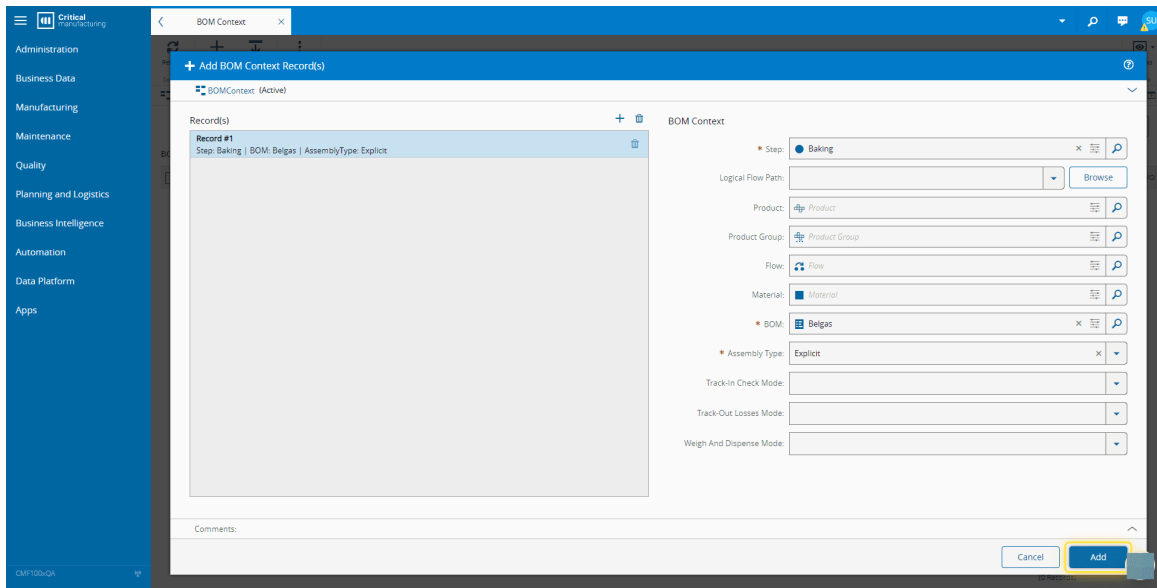 Critical
manufacturing
BOM Context
SU
Administration
Business Data
Manufacturing
Maintenance
Quality
Planning and Logistics
Business Intelligence
Automation
Data Platform
Apps
CMF100xQA
Add BOM Context Record(s)
BOMContext (Active)
Record(s)
Record #1
Step: Baking | BOM: Belgas | AssemblyType: Explicit
BOM Context
* Step: Baking
Logical Flow Path: Browse
Product: Product
Product Group: Product Group
Flow: Flow
Material: Material
* BOM: Belgas
* Assembly Type: Explicit
Track-In Check Mode:
Track-Out Losses Mode:
Weigh And Dispense Mode:
Comments:
Cancel Add